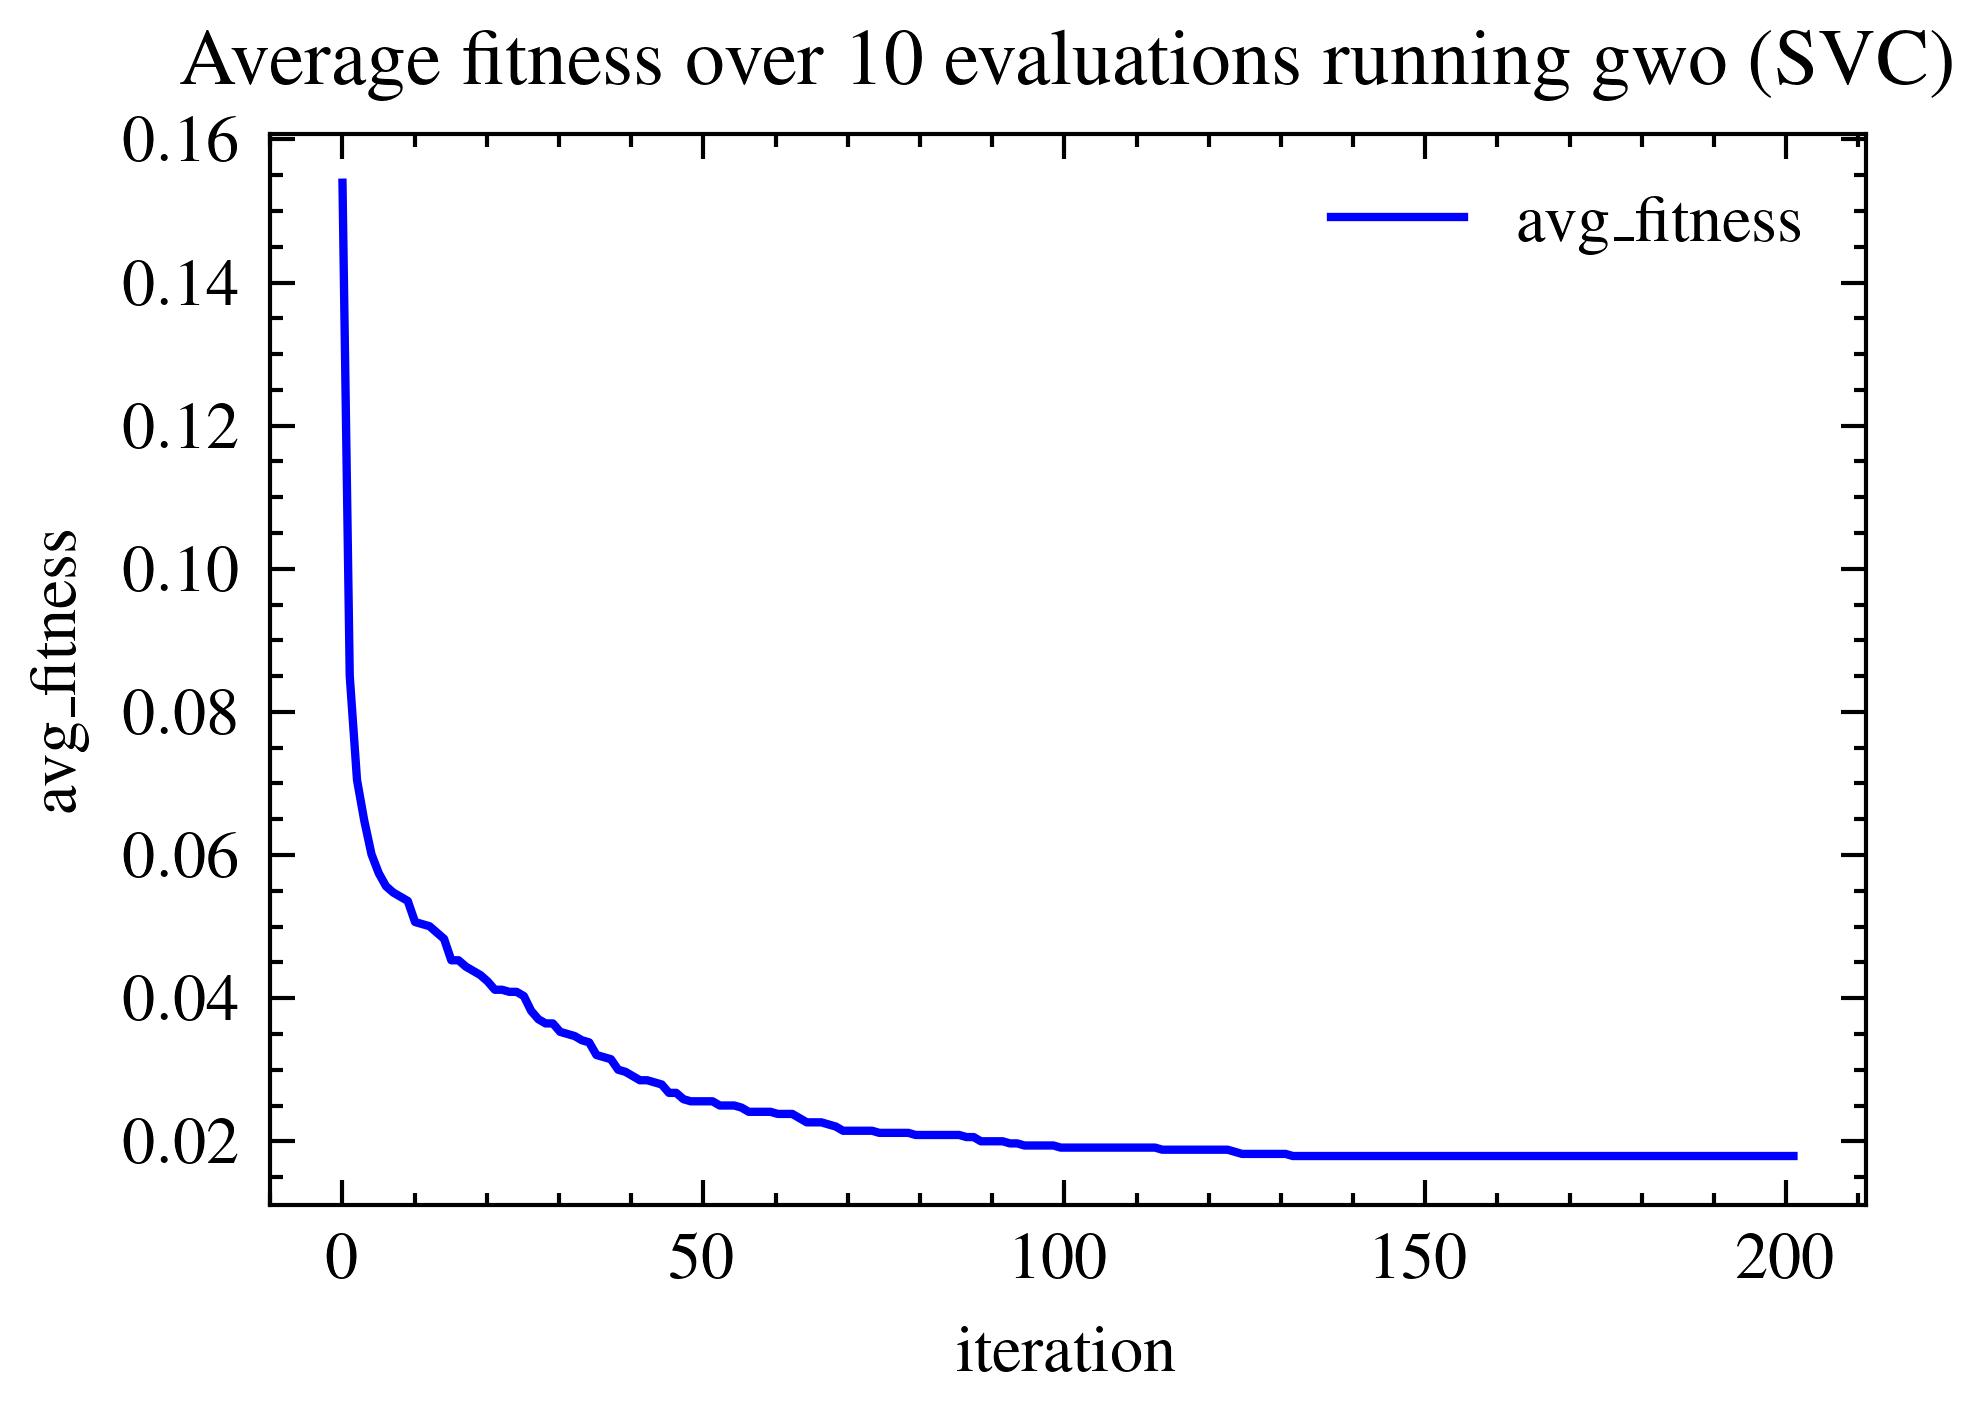 Average fitness over 10 evaluations running gwo (SVC)
avg_fitness
0.16
0.14
0.12
0.10
0.08
0.06
0.04
0.02
avg_fitness
0 50 100 150 200
iteration